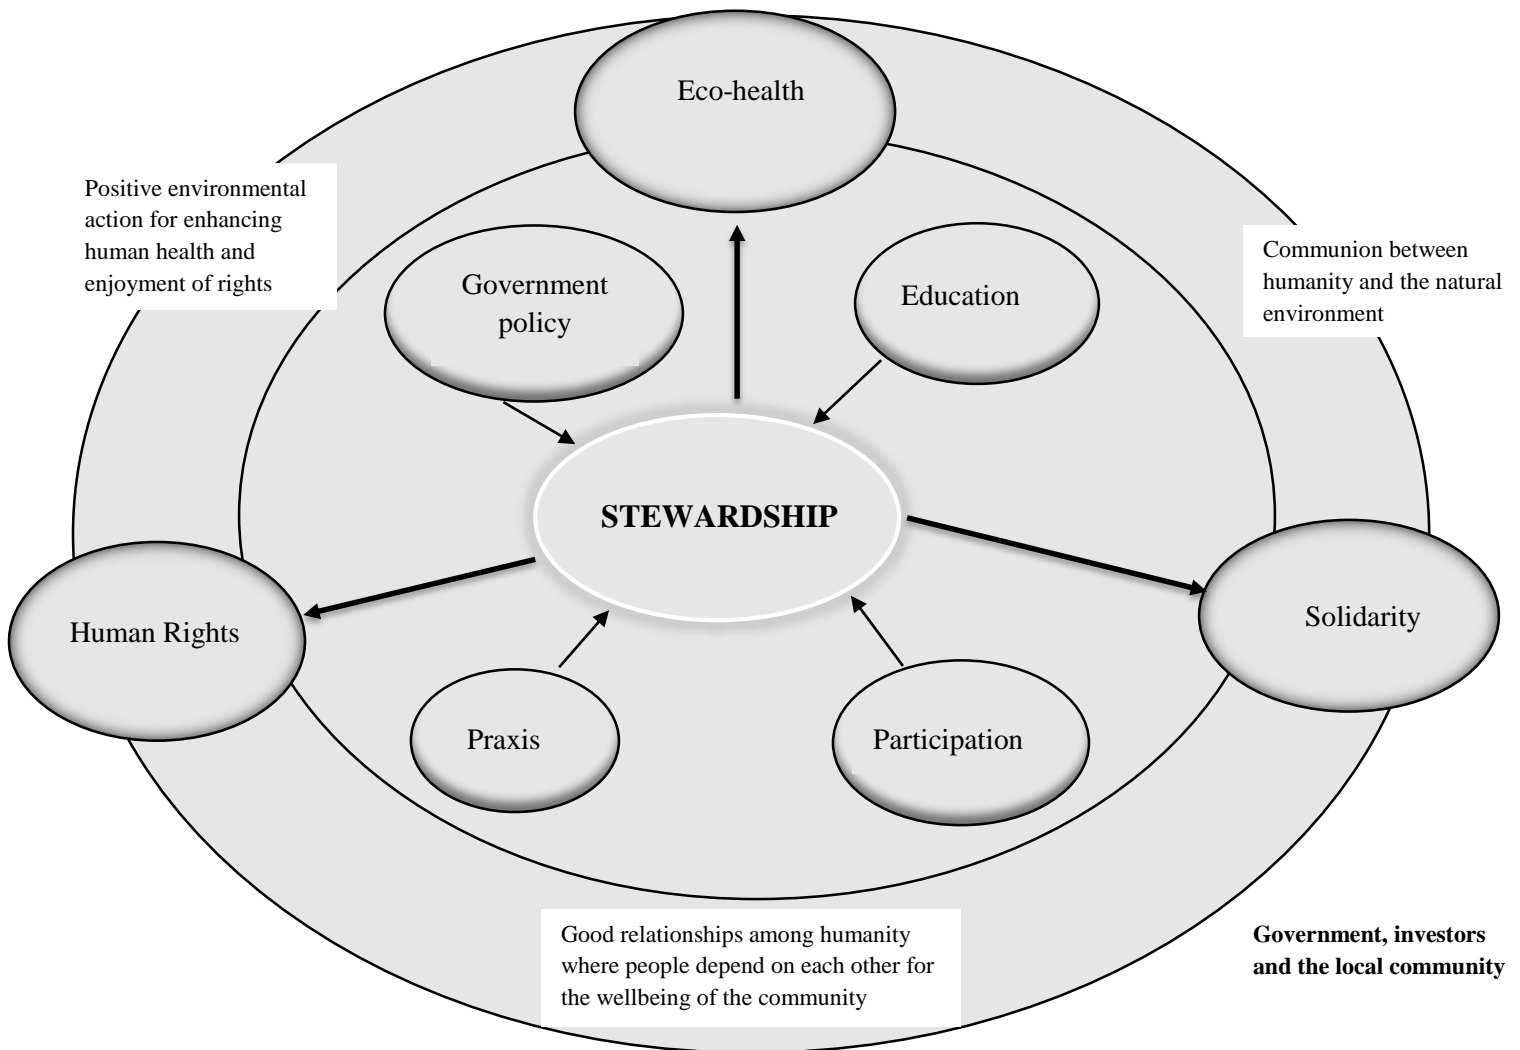 Eco-health
Positive environmental
action for enhancing
human health and
enjoyment of rights
Communion between
humanity and the natural
environment
Government
policy
Education
STEWARDSHIP
Human Rights
Solidarity
Praxis
Participation
Good relationships among humanity
where people depend on each other for
the wellbeing of the community
Government, investors
and the local community